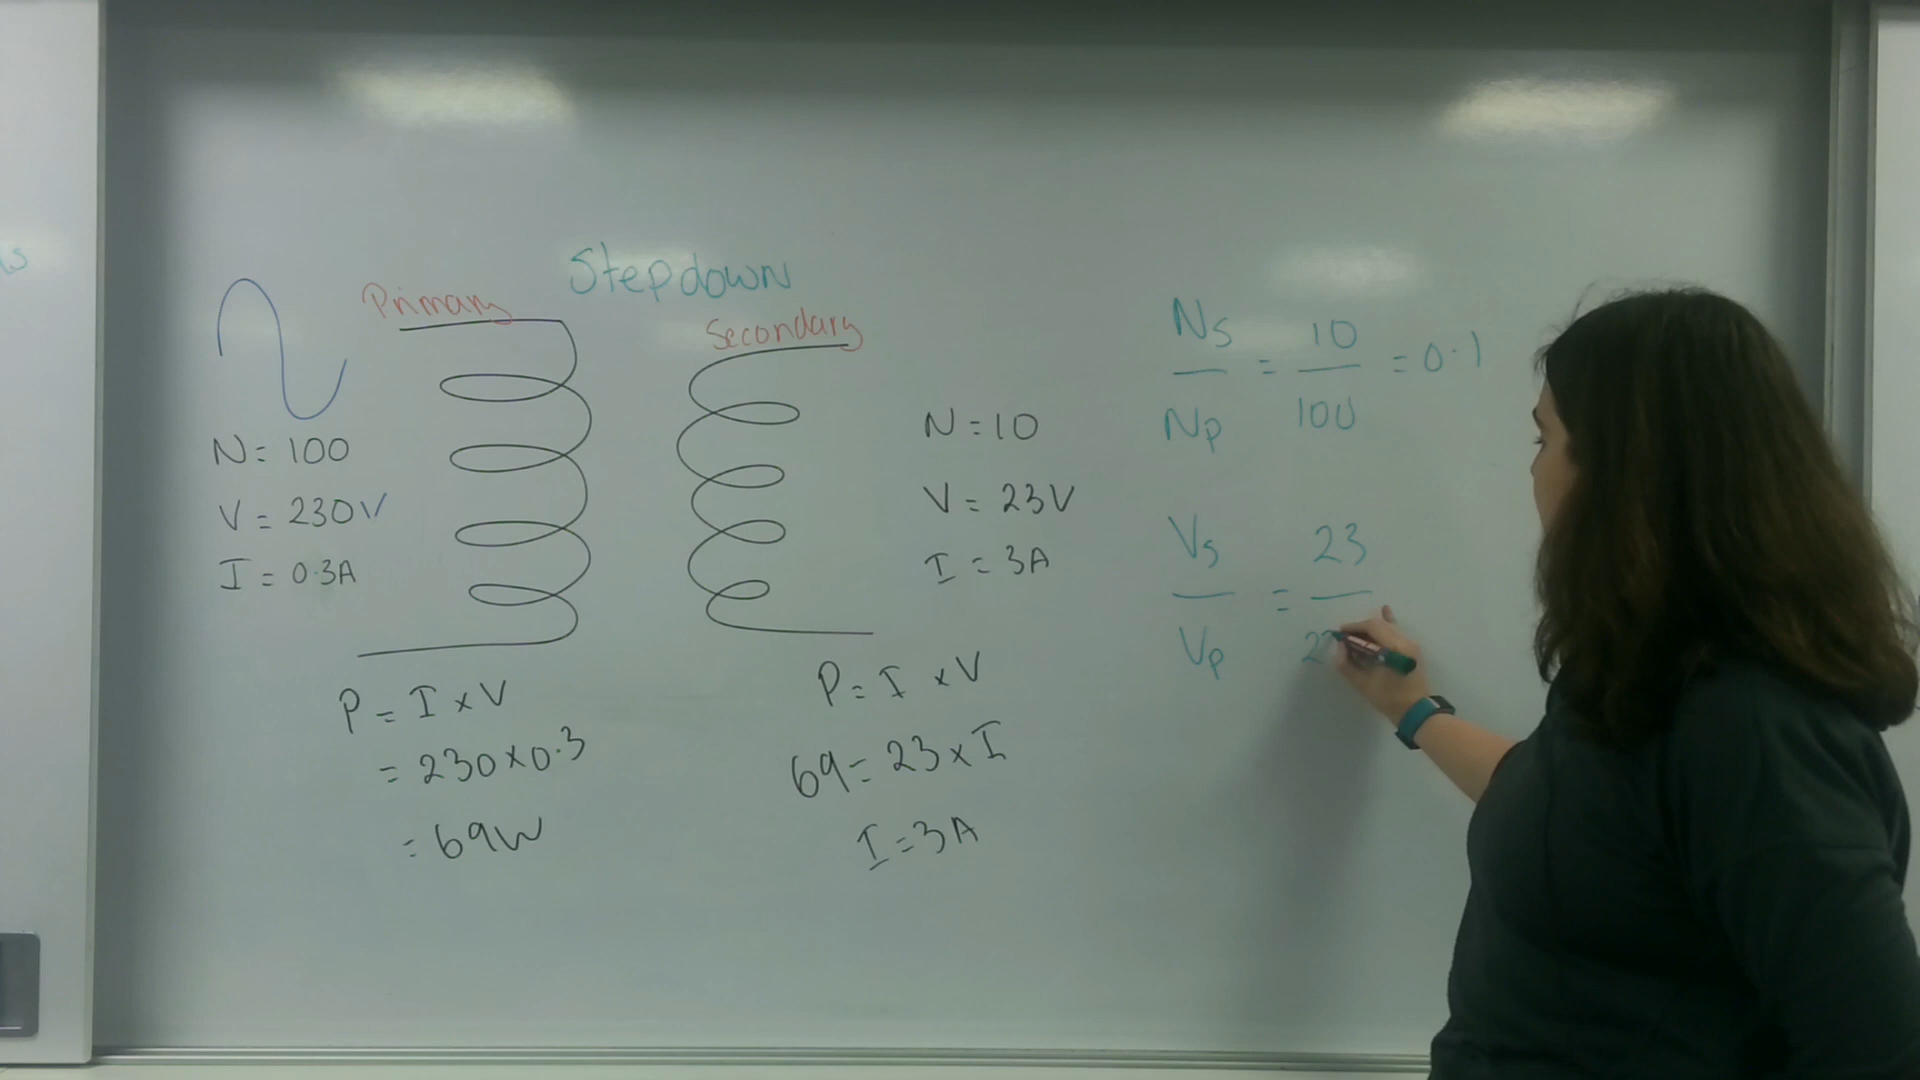 Stepdown
Primary
Secondary
N = 100
V = 230V
I = 0.3A
N = 10
V = 23V
I = 3A
P = I x V
= 230 x 0.3
= 69W
P = I x V
69 = 23 x I
I = 3A
Ns/Np = 10/100 = 0.1
Vs/Vp = 23/2